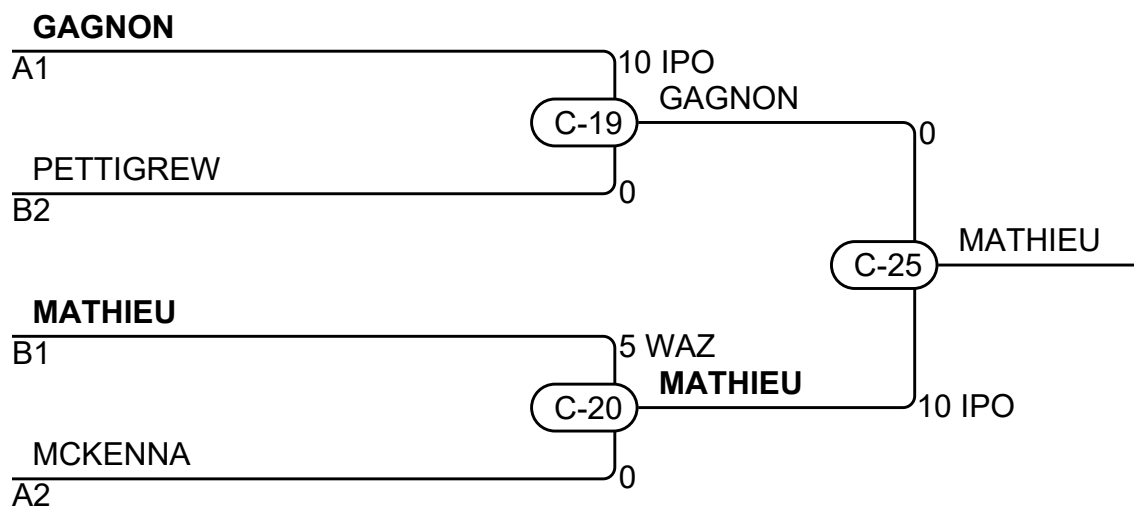 GAGNON
A1
10 IPO
GAGNON
C-19
0
PETTIGREW
B2
0
MATHIEU
C-25
MATHIEU
B1
5 WAZ
MATHIEU
C-20
10 IPO
MCKENNA
A2
0